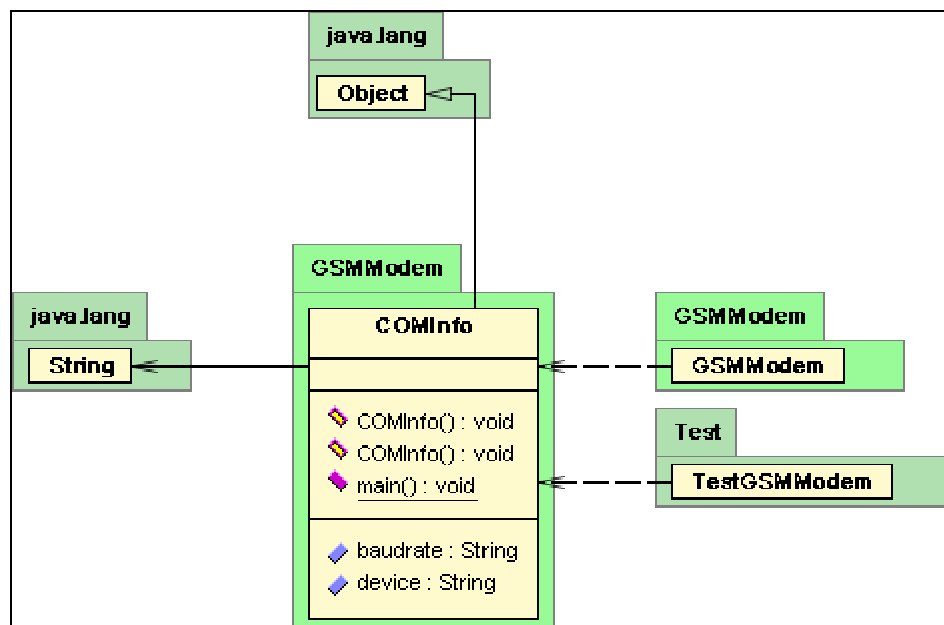 java.lang
Object
GSMModem
COMInfo
java.lang
String
COMInfo() : void
COMInfo() : void
main() : void
baudrate : String
device : String
GSMModem
GSMModem
Test
TestGSMModem